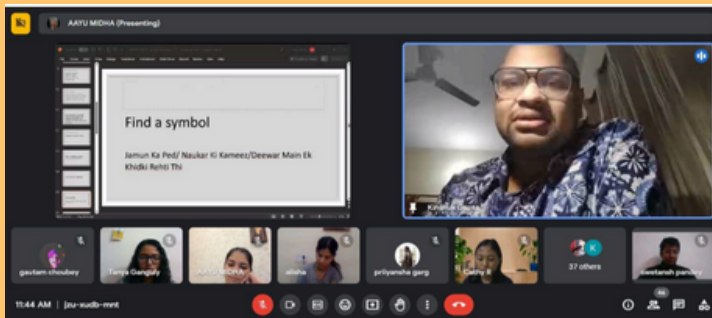 AAYU MIDHA (Presenting)
Find a symbol
Jamun Ka Ped/ Naukar Ki Kameez/Deewar Main Ek
Khidki Rehti Thi
gautam choubey
Tanya Ganguly
AAYU MIDHA
alisha
priyansha garg
Cathy R
K
37 others
swetansh pandey
11:44 AM | jzu-xudb-mnt